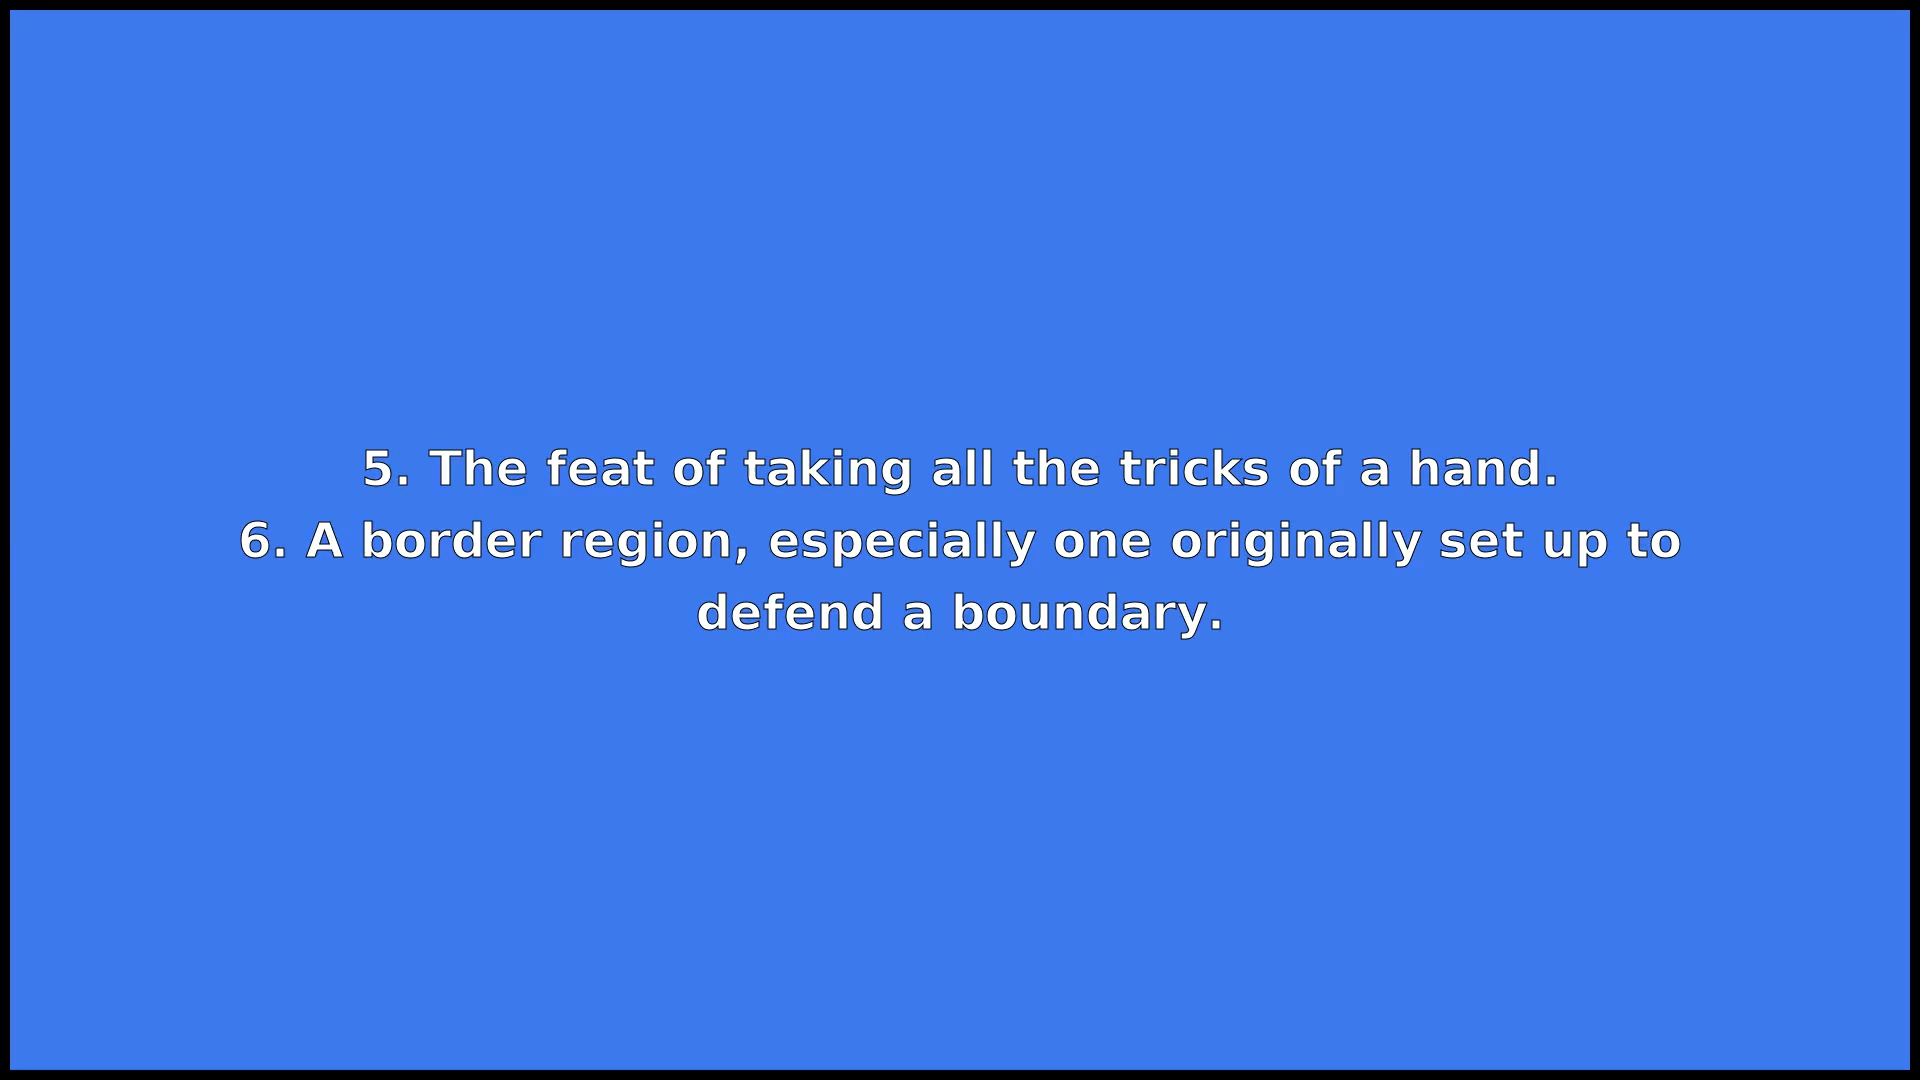 5. The feat of taking all the tricks of a hand.
6. A border region, especially one originally set up to
defend a boundary.